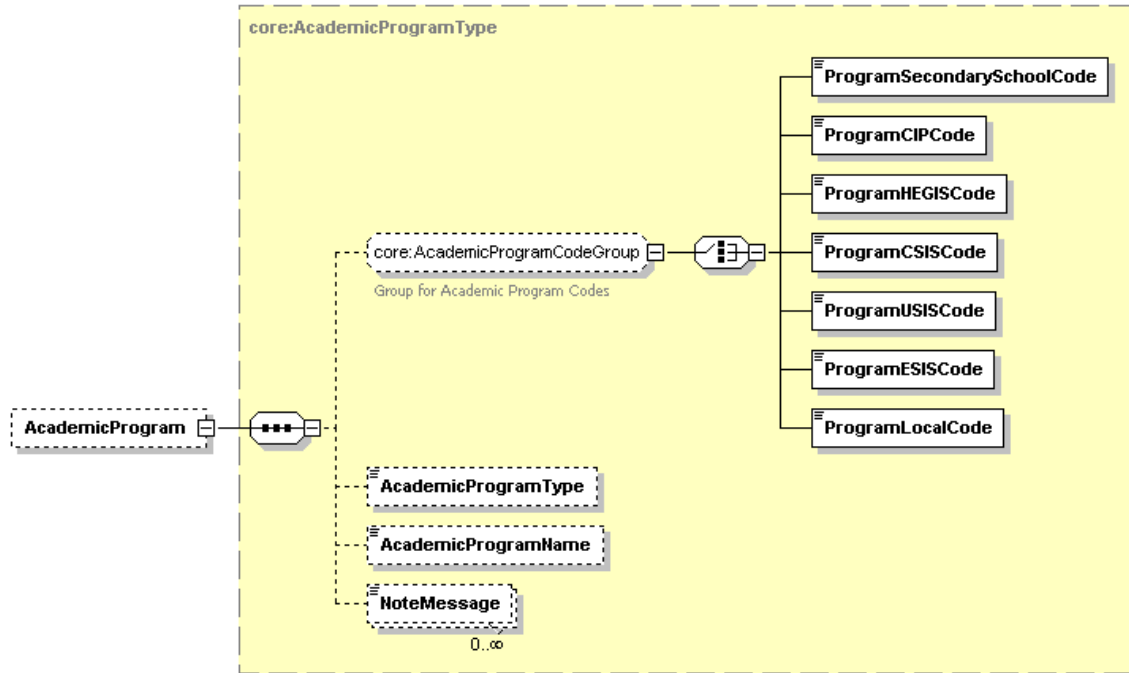 core:AcademicProgramType
ProgramSecondarySchoolCode
ProgramCIPCode
ProgramHEGISCode
core:AcademicProgramCodeGroup
ProgramCSISCode
Group for Academic Program Codes
ProgramUSISCode
ProgramESISCode
ProgramLocalCode
AcademicProgram
AcademicProgramType
AcademicProgramName
NoteMessage
0..∞